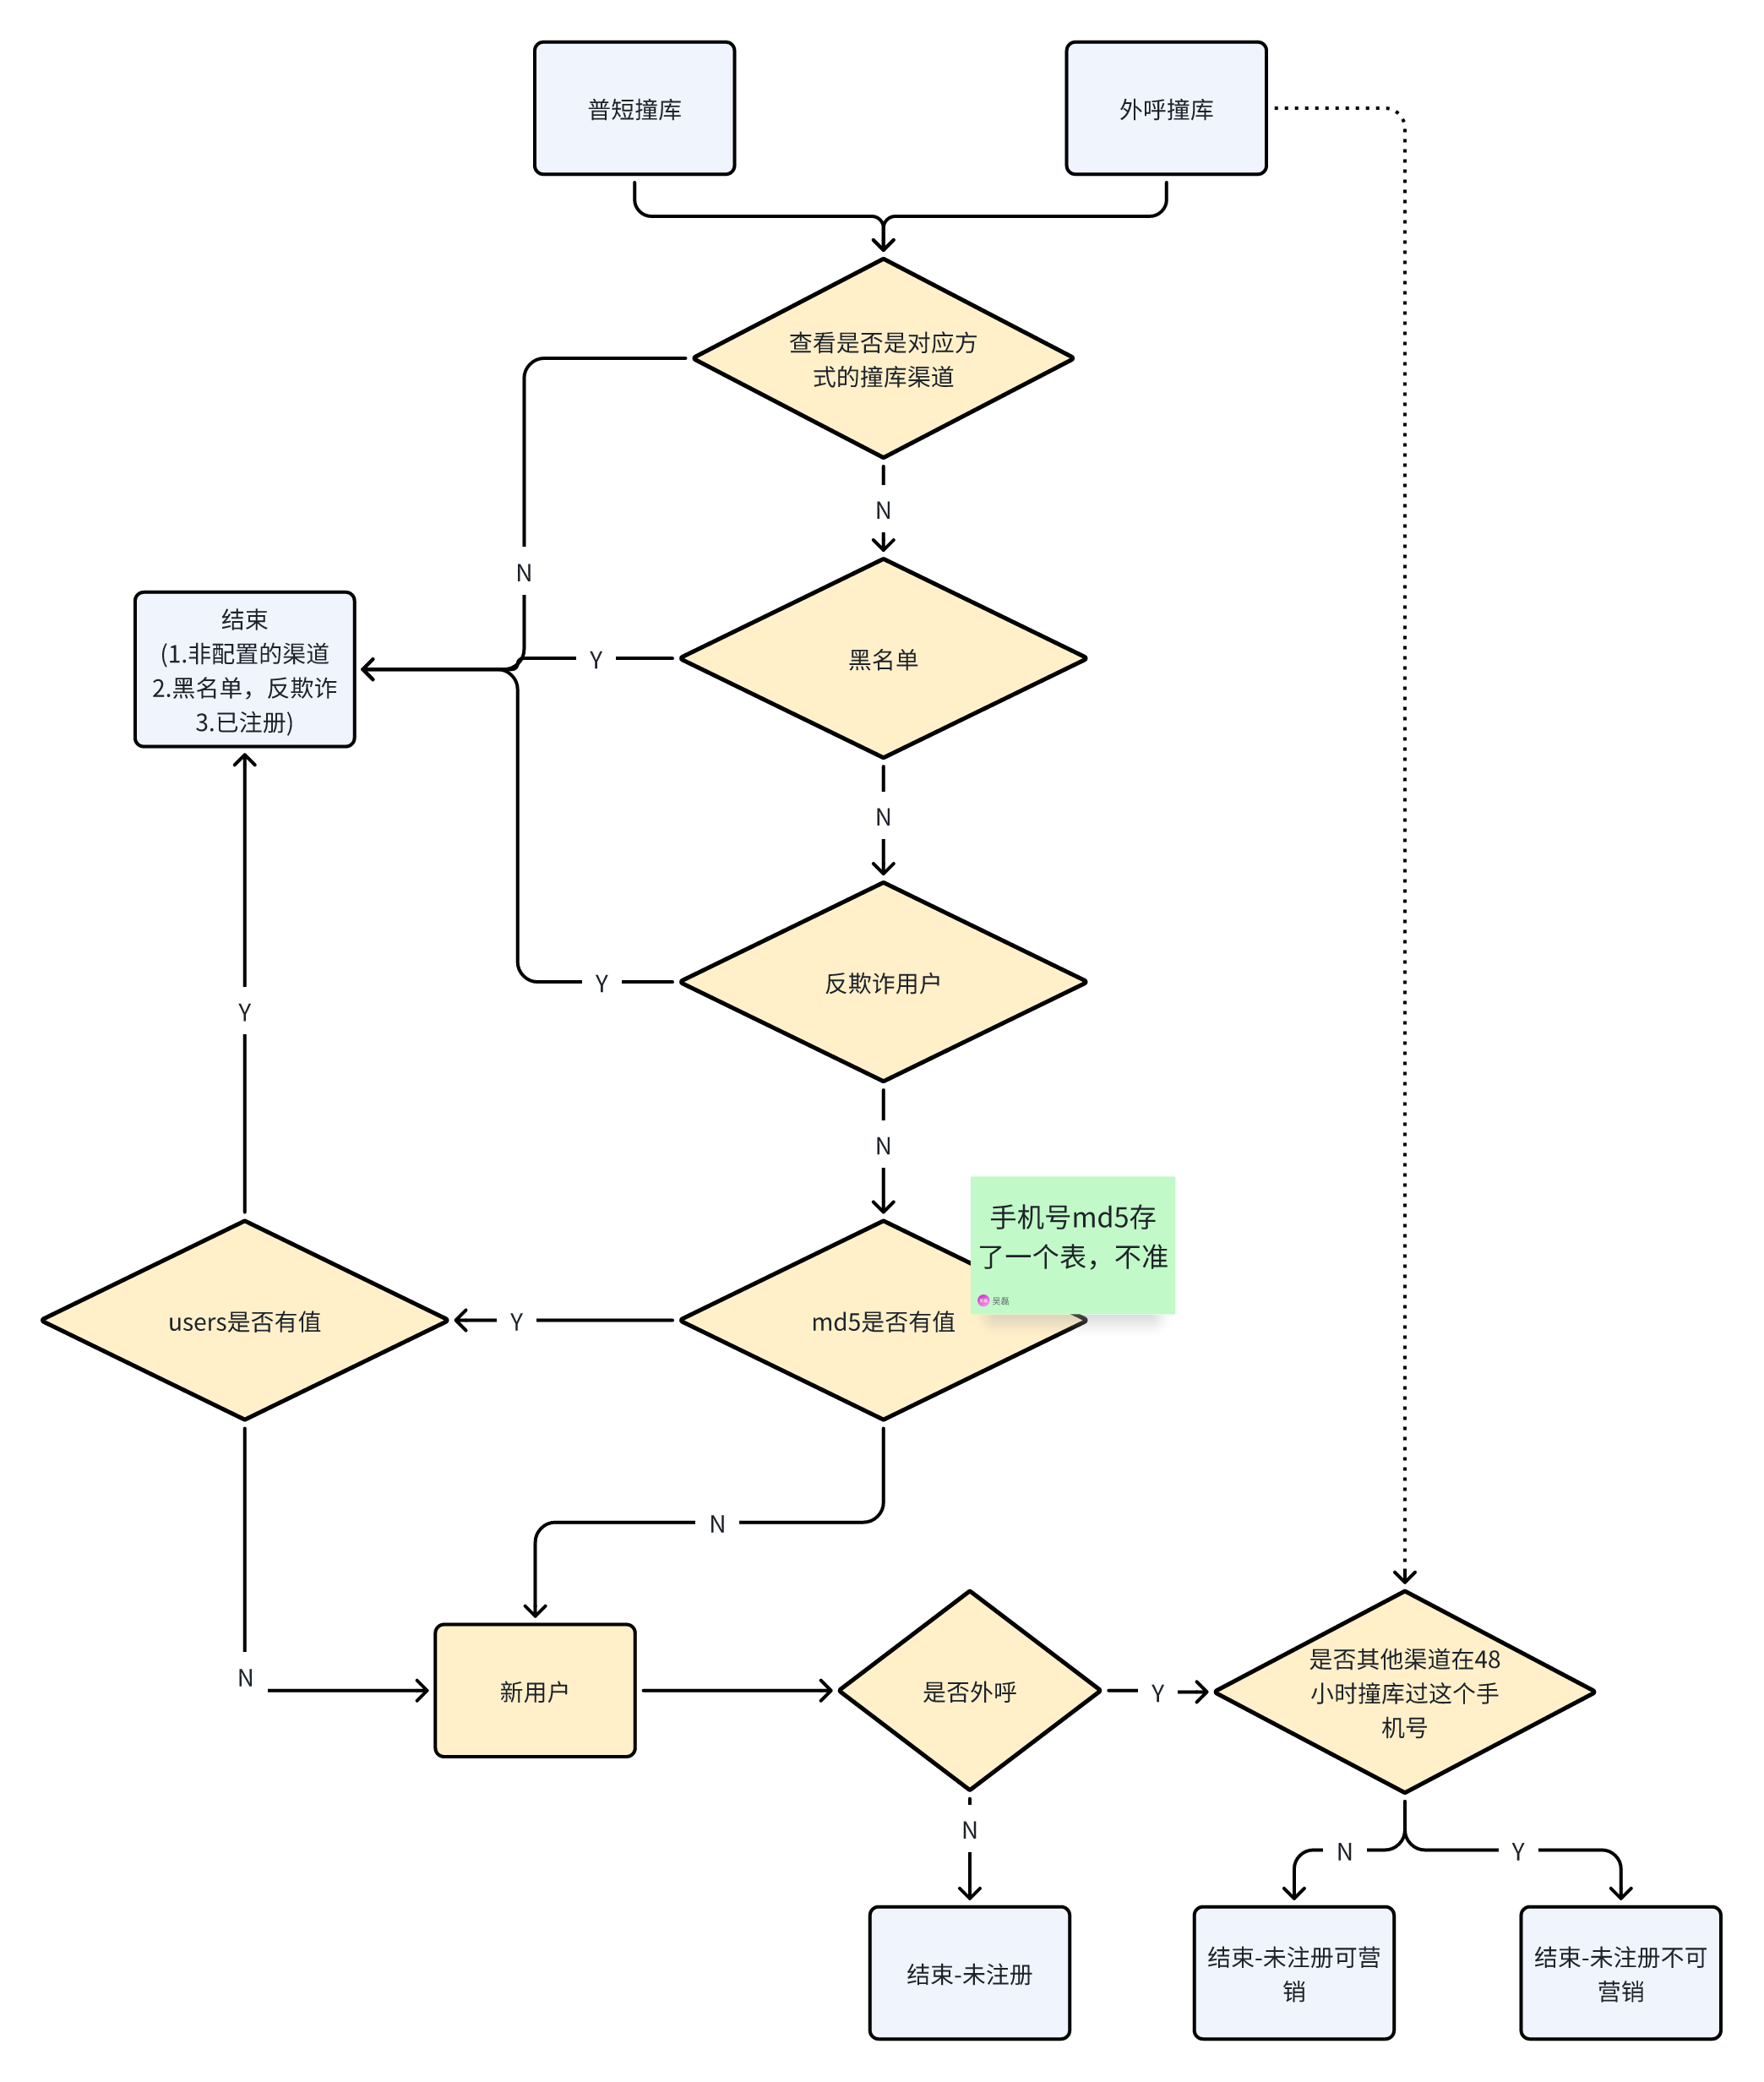 普短撞库
外呼撞库
查看是否是对应方
式的撞库渠道
N
N
结束
(1.非配置的渠道
2.黑名单，反欺诈
3.已注册)
Y
黑名单
N
Y
反欺诈用户
Y
N
手机号md5存
了一个表，不准
吴磊
users是否有值
Y
md5是否有值
N
N
新用户
是否外呼
Y
是否其他渠道在48
小时撞库过这个手
机号
N
N
Y
结束-未注册
结束-未注册可营
销
结束-未注册不可
营销